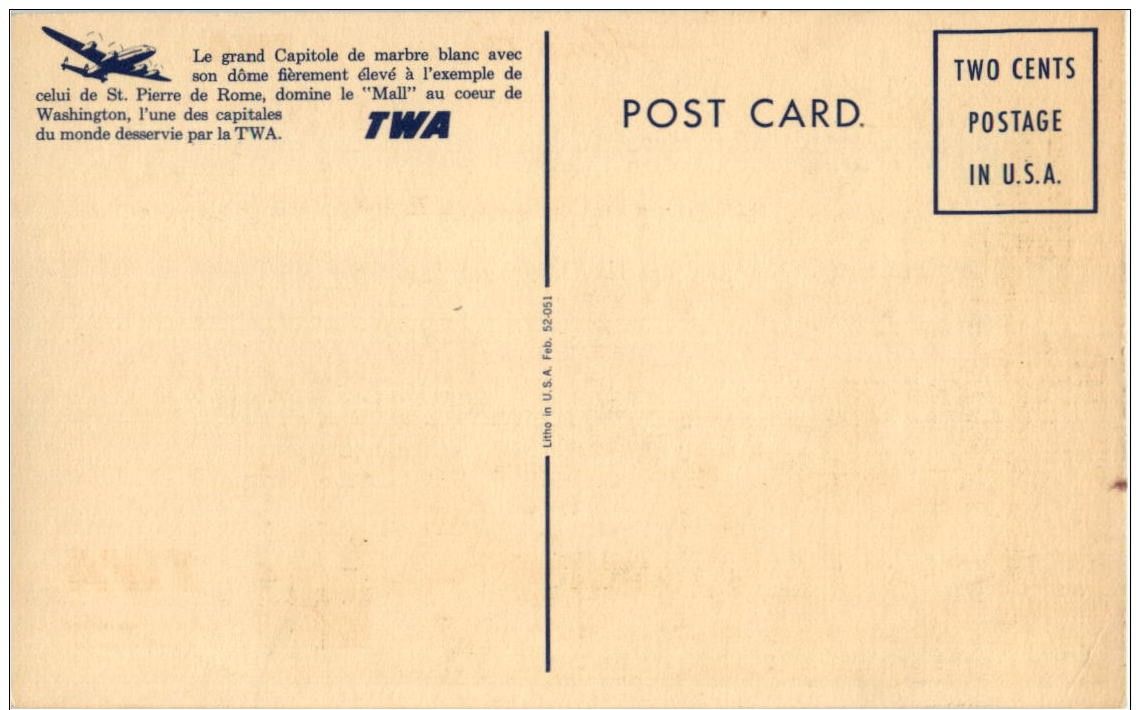 Le grand Capitole de marbre blanc avec
son dôme fièrement élevé à l'exemple de
celui de St. Pierre de Rome, domine le "Mall" au coeur de
Washington, l'une des capitales
du monde desservie par la TWA.
TWA
Litho in U.S.A. Feb. 52-051
POST CARD.
TWO CENTS
POSTAGE
IN U.S.A.